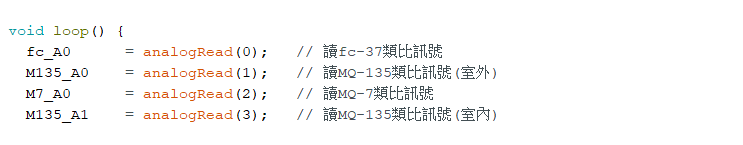 void loop() {
  fc_A0      = analogRead(0);   // 讀fc-37類比訊號
  M135_A0    = analogRead(1);   // 讀MQ-135類比訊號(室外)
  M7_A0      = analogRead(2);   // 讀MQ-7類比訊號
  M135_A1    = analogRead(3);   // 讀MQ-135類比訊號(室內)